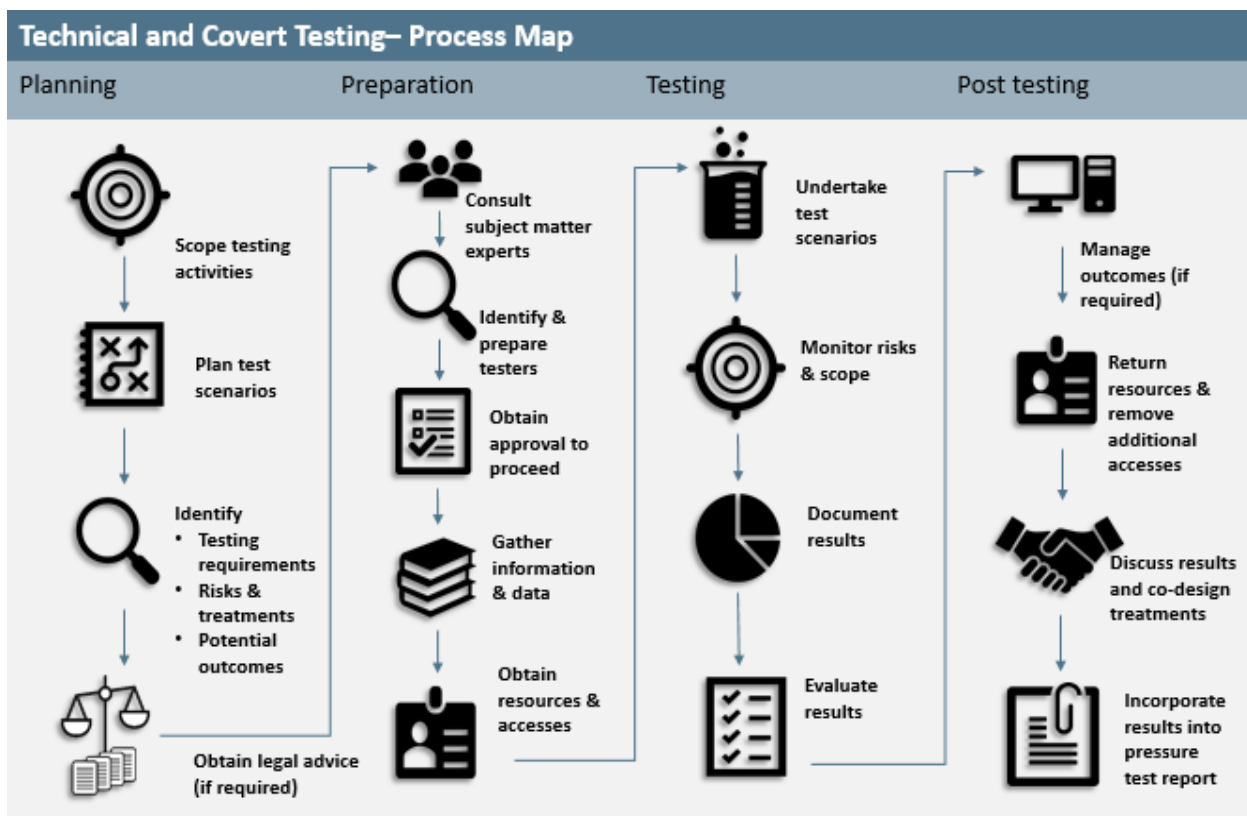 Technical and Covert Testing– Process Map
Planning
Preparation
Testing
Post testing
Scope testing
activities
Plan test
scenarios
Identify
• Testing
requirements
• Risks &
treatments
• Potential
outcomes
Obtain legal advice
(if required)
Consult
subject matter
experts
Identify &
prepare
testers
Obtain
approval to
proceed
Gather
information
& data
Obtain
resources &
accesses
Undertake
test
scenarios
Monitor risks
& scope
Document
results
Evaluate
results
Manage
outcomes (if
required)
Return
resources &
remove
additional
accesses
Discuss results
and co-design
treatments
Incorporate
results into
pressure
test report